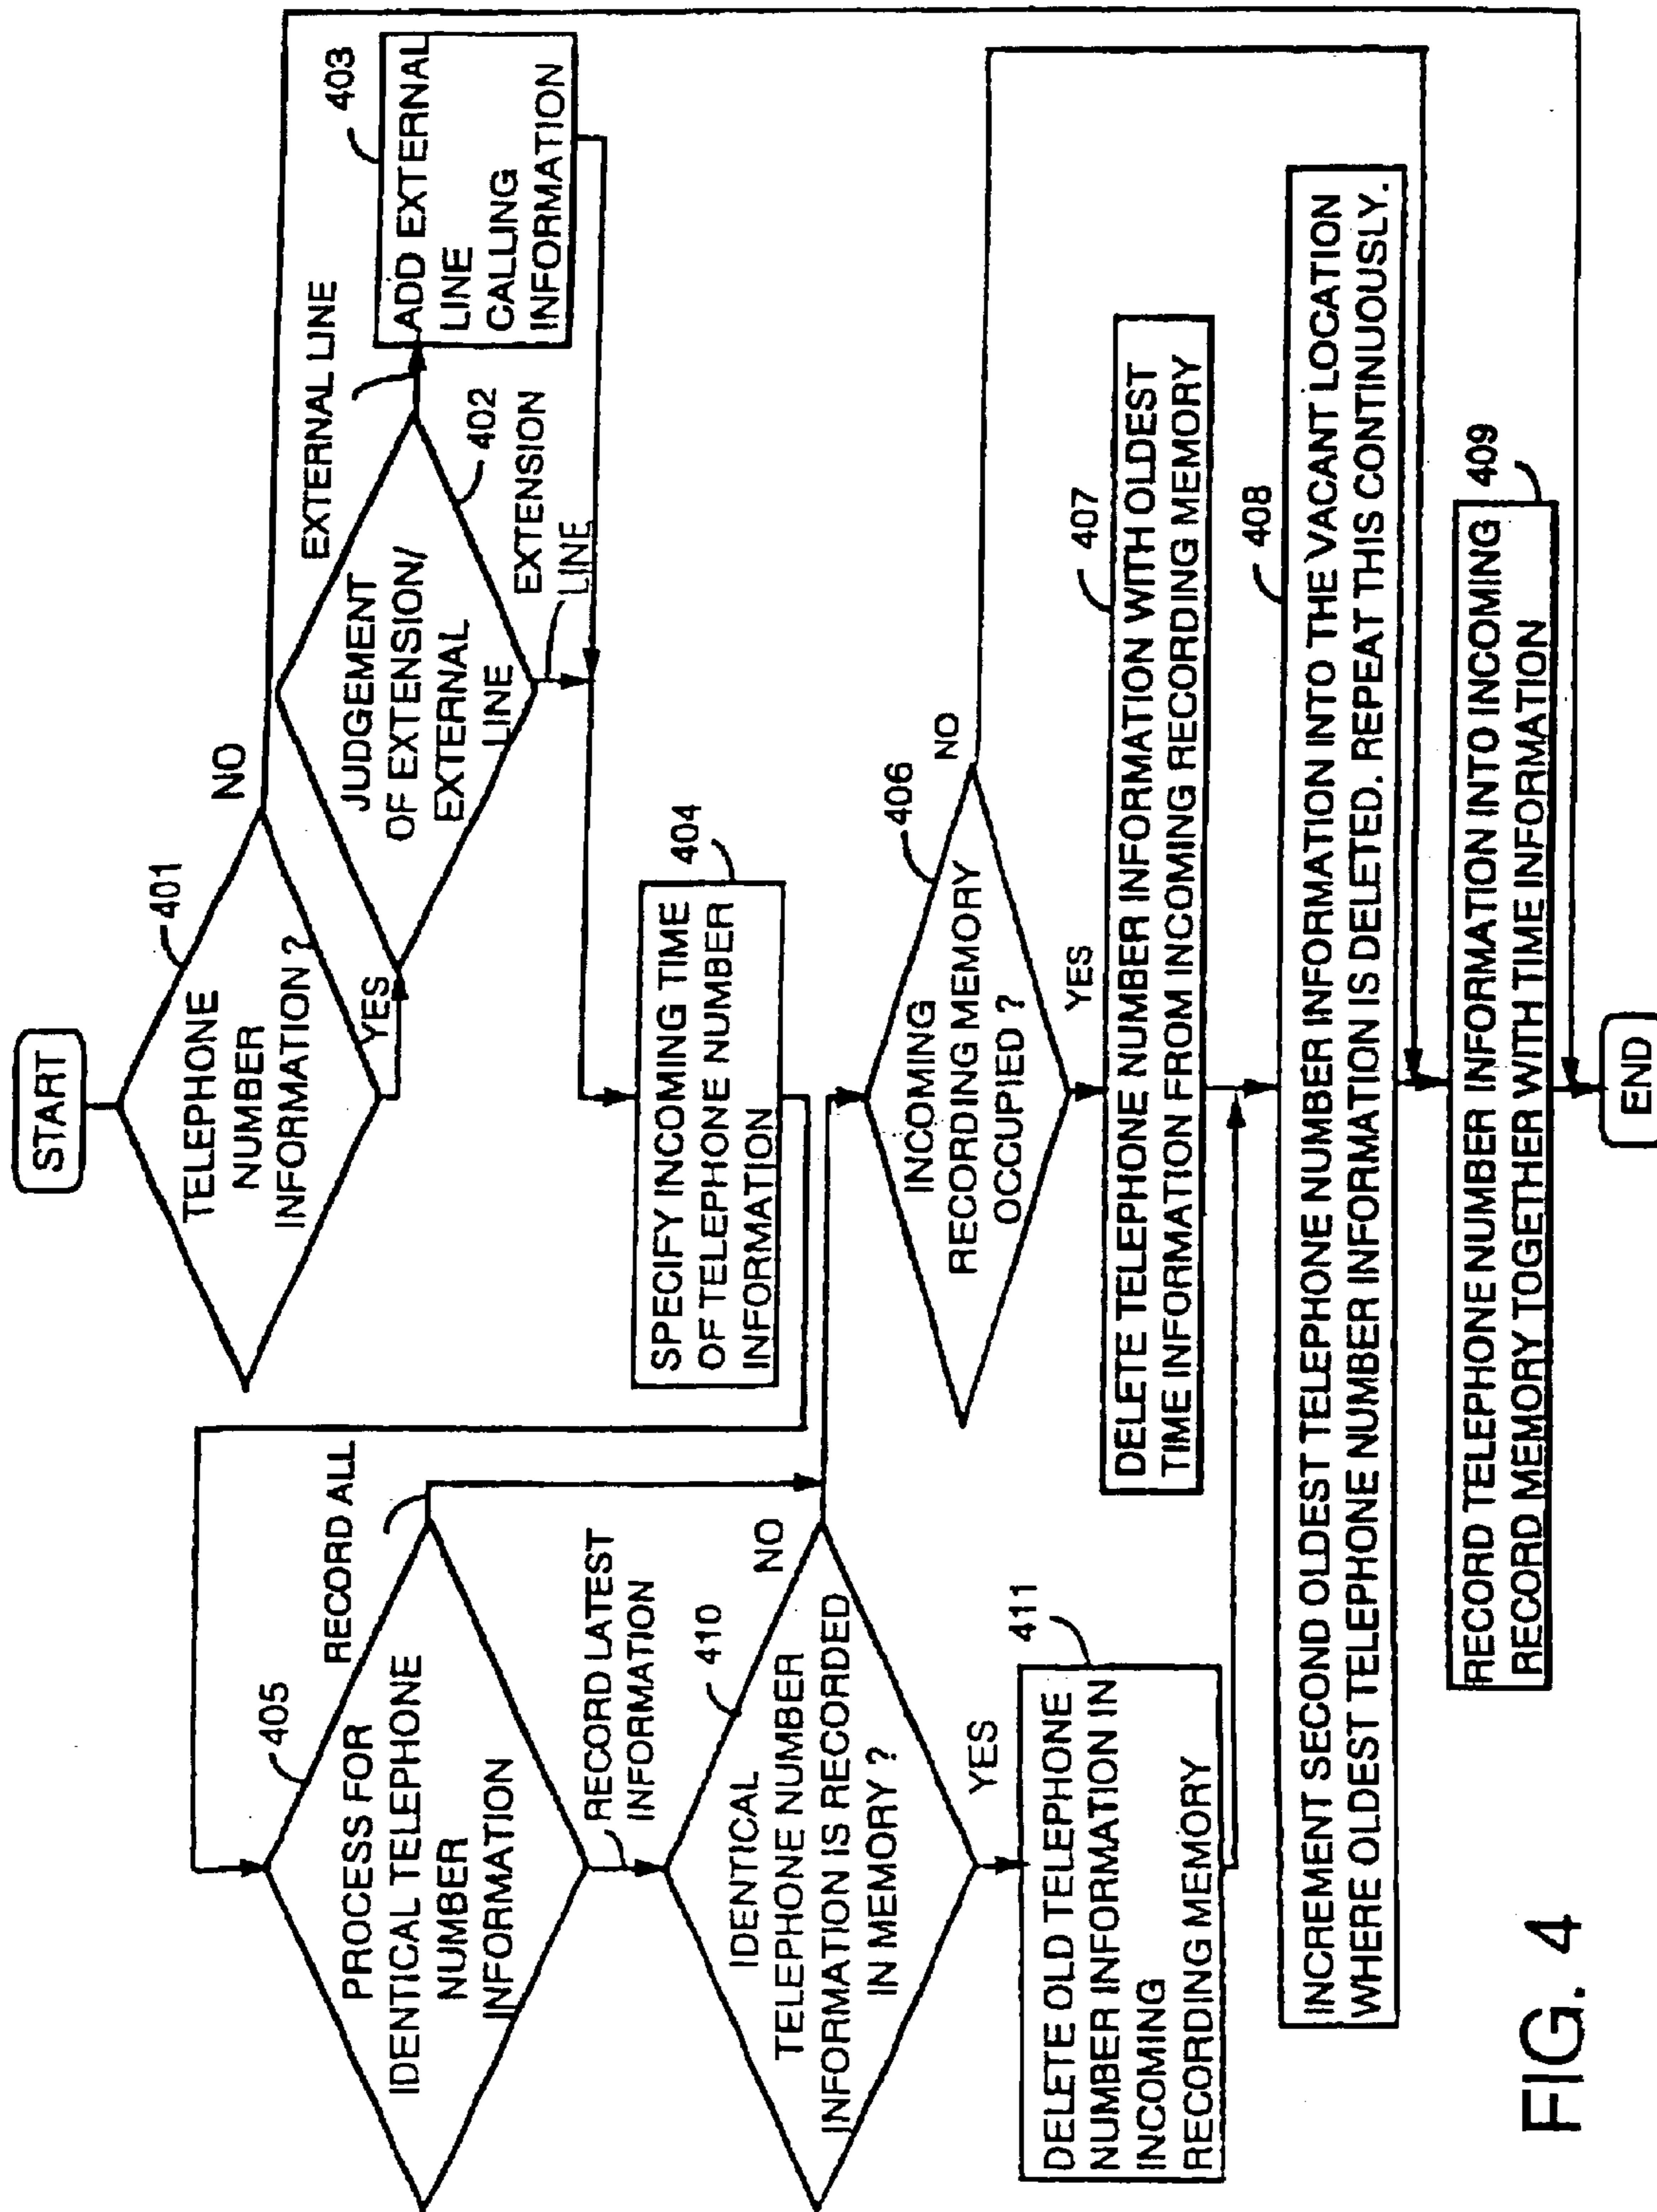 START
401
TELEPHONE
NUMBER
INFORMATION ?
NO
YES
JUDGEMENT
OF EXTENSION/
EXTERNAL
LINE
402
EXTERNAL LINE
403
ADD EXTERNAL
LINE
CALLING
INFORMATION
EXTENSION
LINE
404
SPECIFY INCOMING TIME
OF TELEPHONE NUMBER
INFORMATION
405
PROCESS FOR
IDENTICAL TELEPHONE
NUMBER
INFORMATION
RECORD ALL
RECORD LATEST
INFORMATION
410
IDENTICAL
TELEPHONE NUMBER
INFORMATION IS RECORDED
IN MEMORY ?
NO
YES
411
DELETE OLD TELEPHONE
NUMBER INFORMATION IN
INCOMING
RECORDING MEMORY
406
INCOMING
RECORDING MEMORY
OCCUPIED ?
NO
YES
407
DELETE TELEPHONE NUMBER INFORMATION WITH OLDEST
TIME INFORMATION FROM INCOMING RECORDING MEMORY
408
INCREMENT SECOND OLDEST TELEPHONE NUMBER INFORMATION INTO THE VACANT LOCATION
WHERE OLDEST TELEPHONE NUMBER INFORMATION IS DELETED. REPEAT THIS CONTINUOUSLY.
409
RECORD TELEPHONE NUMBER INFORMATION INTO INCOMING
RECORD MEMORY TOGETHER WITH TIME INFORMATION
END
FIG. 4